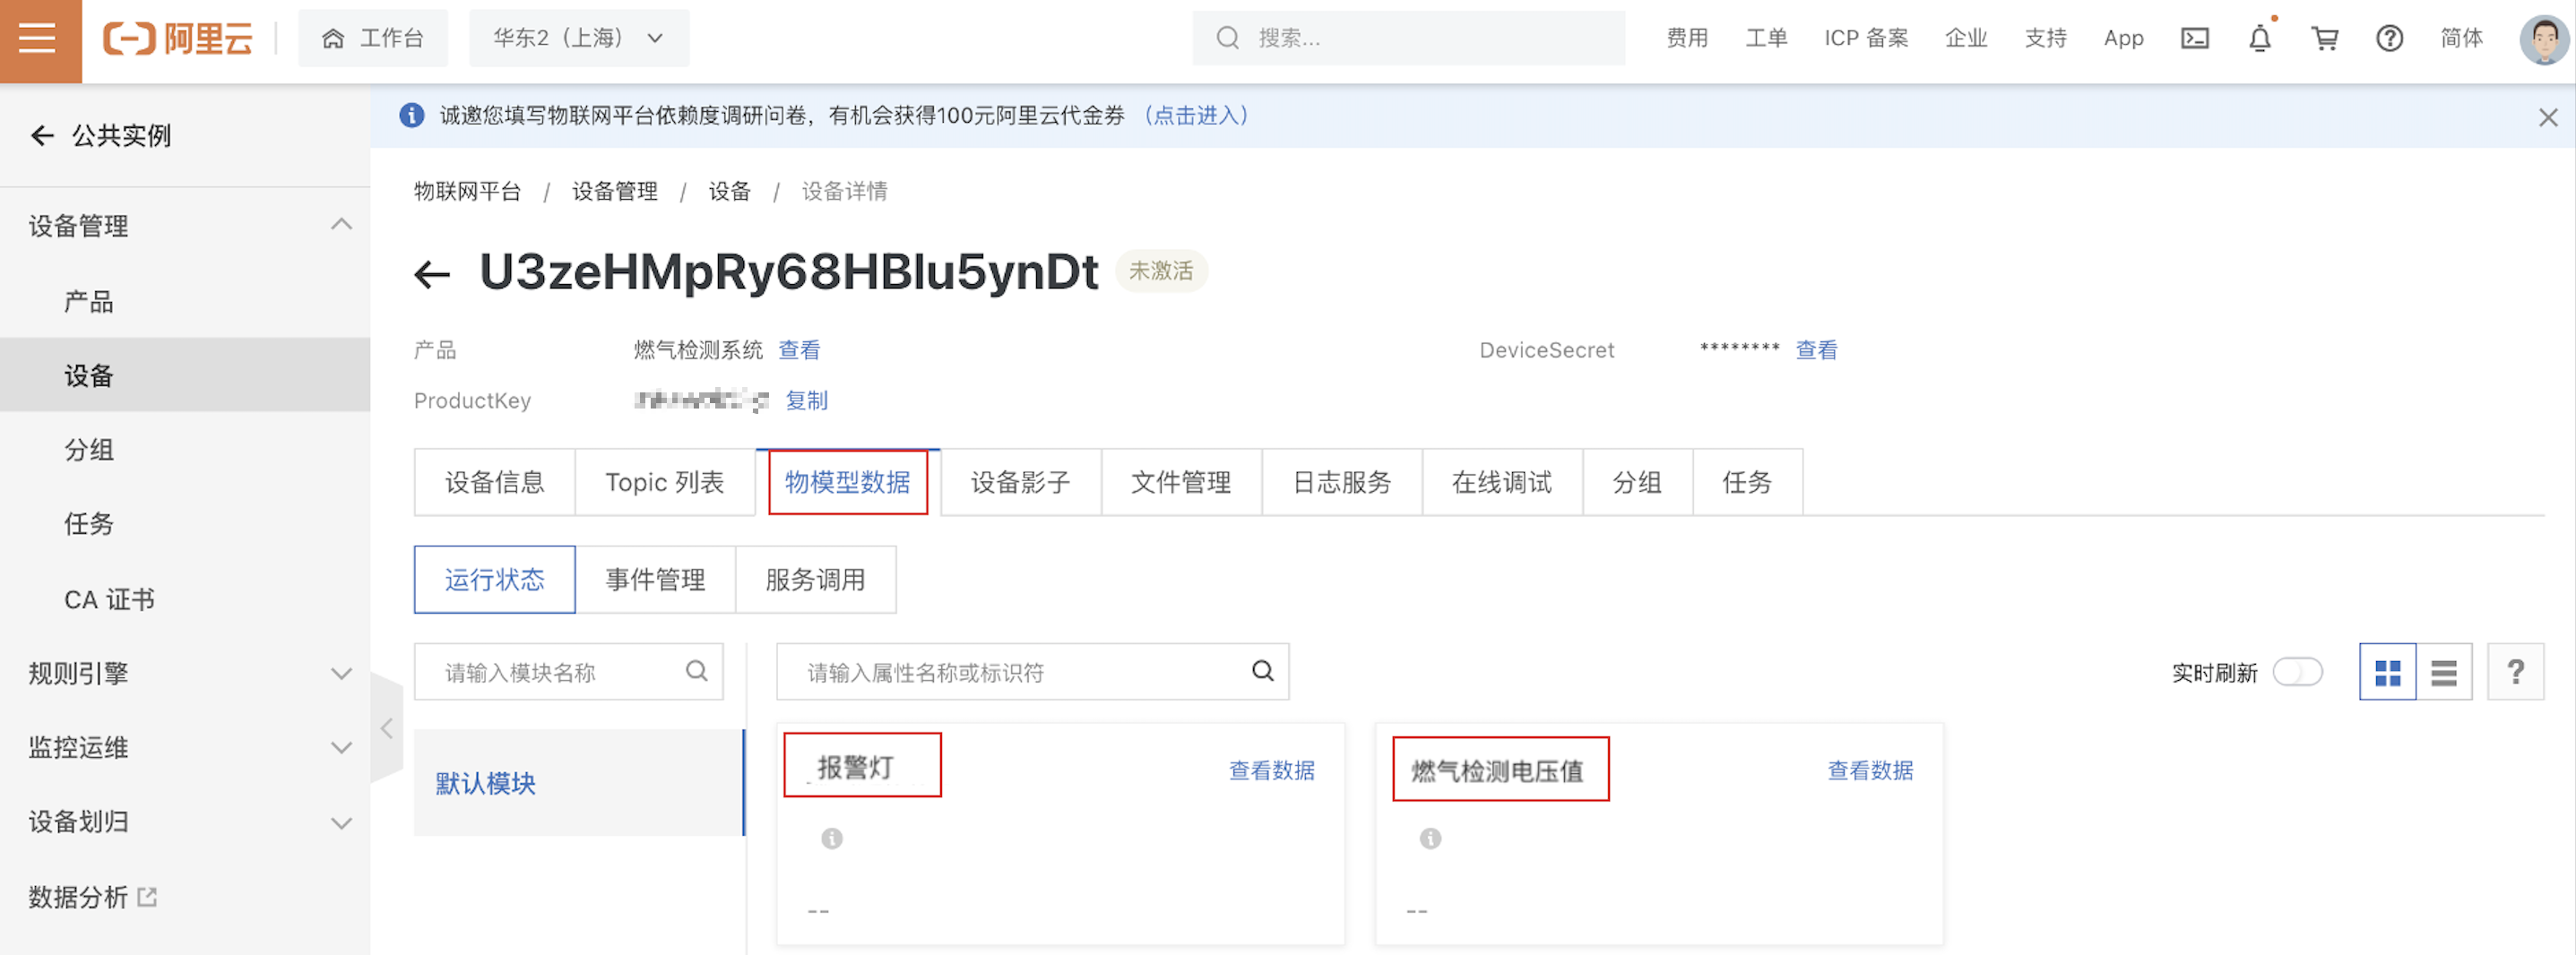 阿里云 工作台 华东2（上海） 搜索... 费用 工单 ICP 备案 企业 支持 App 简体
公共实例
诚邀您填写物联网平台依赖度调研问卷，有机会获得100元阿里云代金券 （点击进入）
物联网平台 / 设备管理 / 设备 / 设备详情
设备管理
产品
设备
分组
任务
CA 证书
规则引擎
监控运维
设备划归
数据分析
U3zeHMpRy68HBlu5ynDt 未激活
产品 燃气检测系统 查看 DeviceSecret ******** 查看
ProductKey 复制
设备信息 Topic 列表 物模型数据 设备影子 文件管理 日志服务 在线调试 分组 任务
运行状态 事件管理 服务调用
请输入模块名称 请输入属性名称或标识符 实时刷新 ?
默认模块
报警灯 查看数据 燃气检测电压值 查看数据
-- --